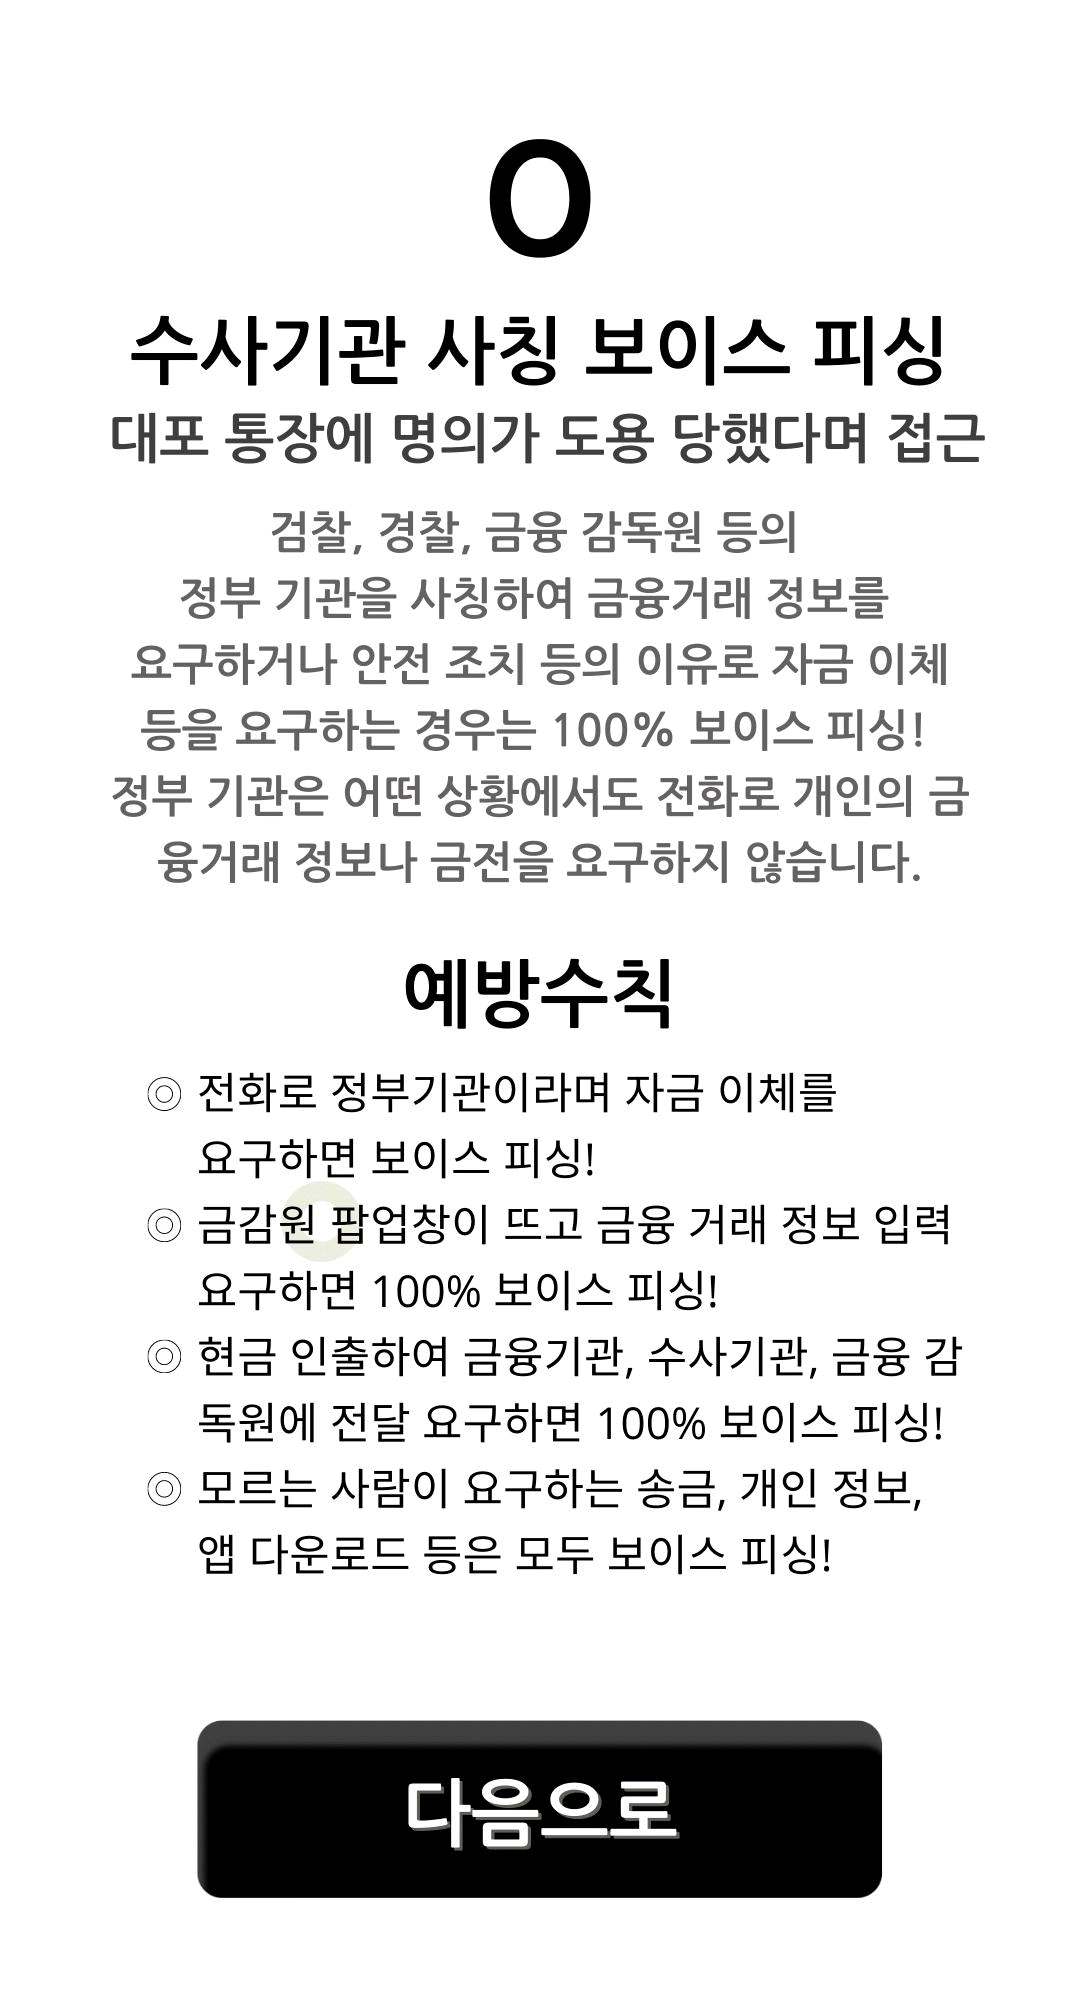 O
수사기관 사칭 보이스 피싱
대포 통장에 명의가 도용 당했다며 접근
검찰, 경찰, 금융 감독원 등의
정부 기관을 사칭하여 금융거래 정보를
요구하거나 안전 조치 등의 이유로 자금 이체
등을 요구하는 경우는 100% 보이스 피싱!
정부 기관은 어떤 상황에서도 전화로 개인의 금
융거래 정보나 금전을 요구하지 않습니다.
예방수칙
◎ 전화로 정부기관이라며 자금 이체를
요구하면 보이스 피싱!
◎ 금감원 팝업창이 뜨고 금융 거래 정보 입력
요구하면 100% 보이스 피싱!
◎ 현금 인출하여 금융기관, 수사기관, 금융 감
독원에 전달 요구하면 100% 보이스 피싱!
◎ 모르는 사람이 요구하는 송금, 개인 정보,
앱 다운로드 등은 모두 보이스 피싱!
다음으로